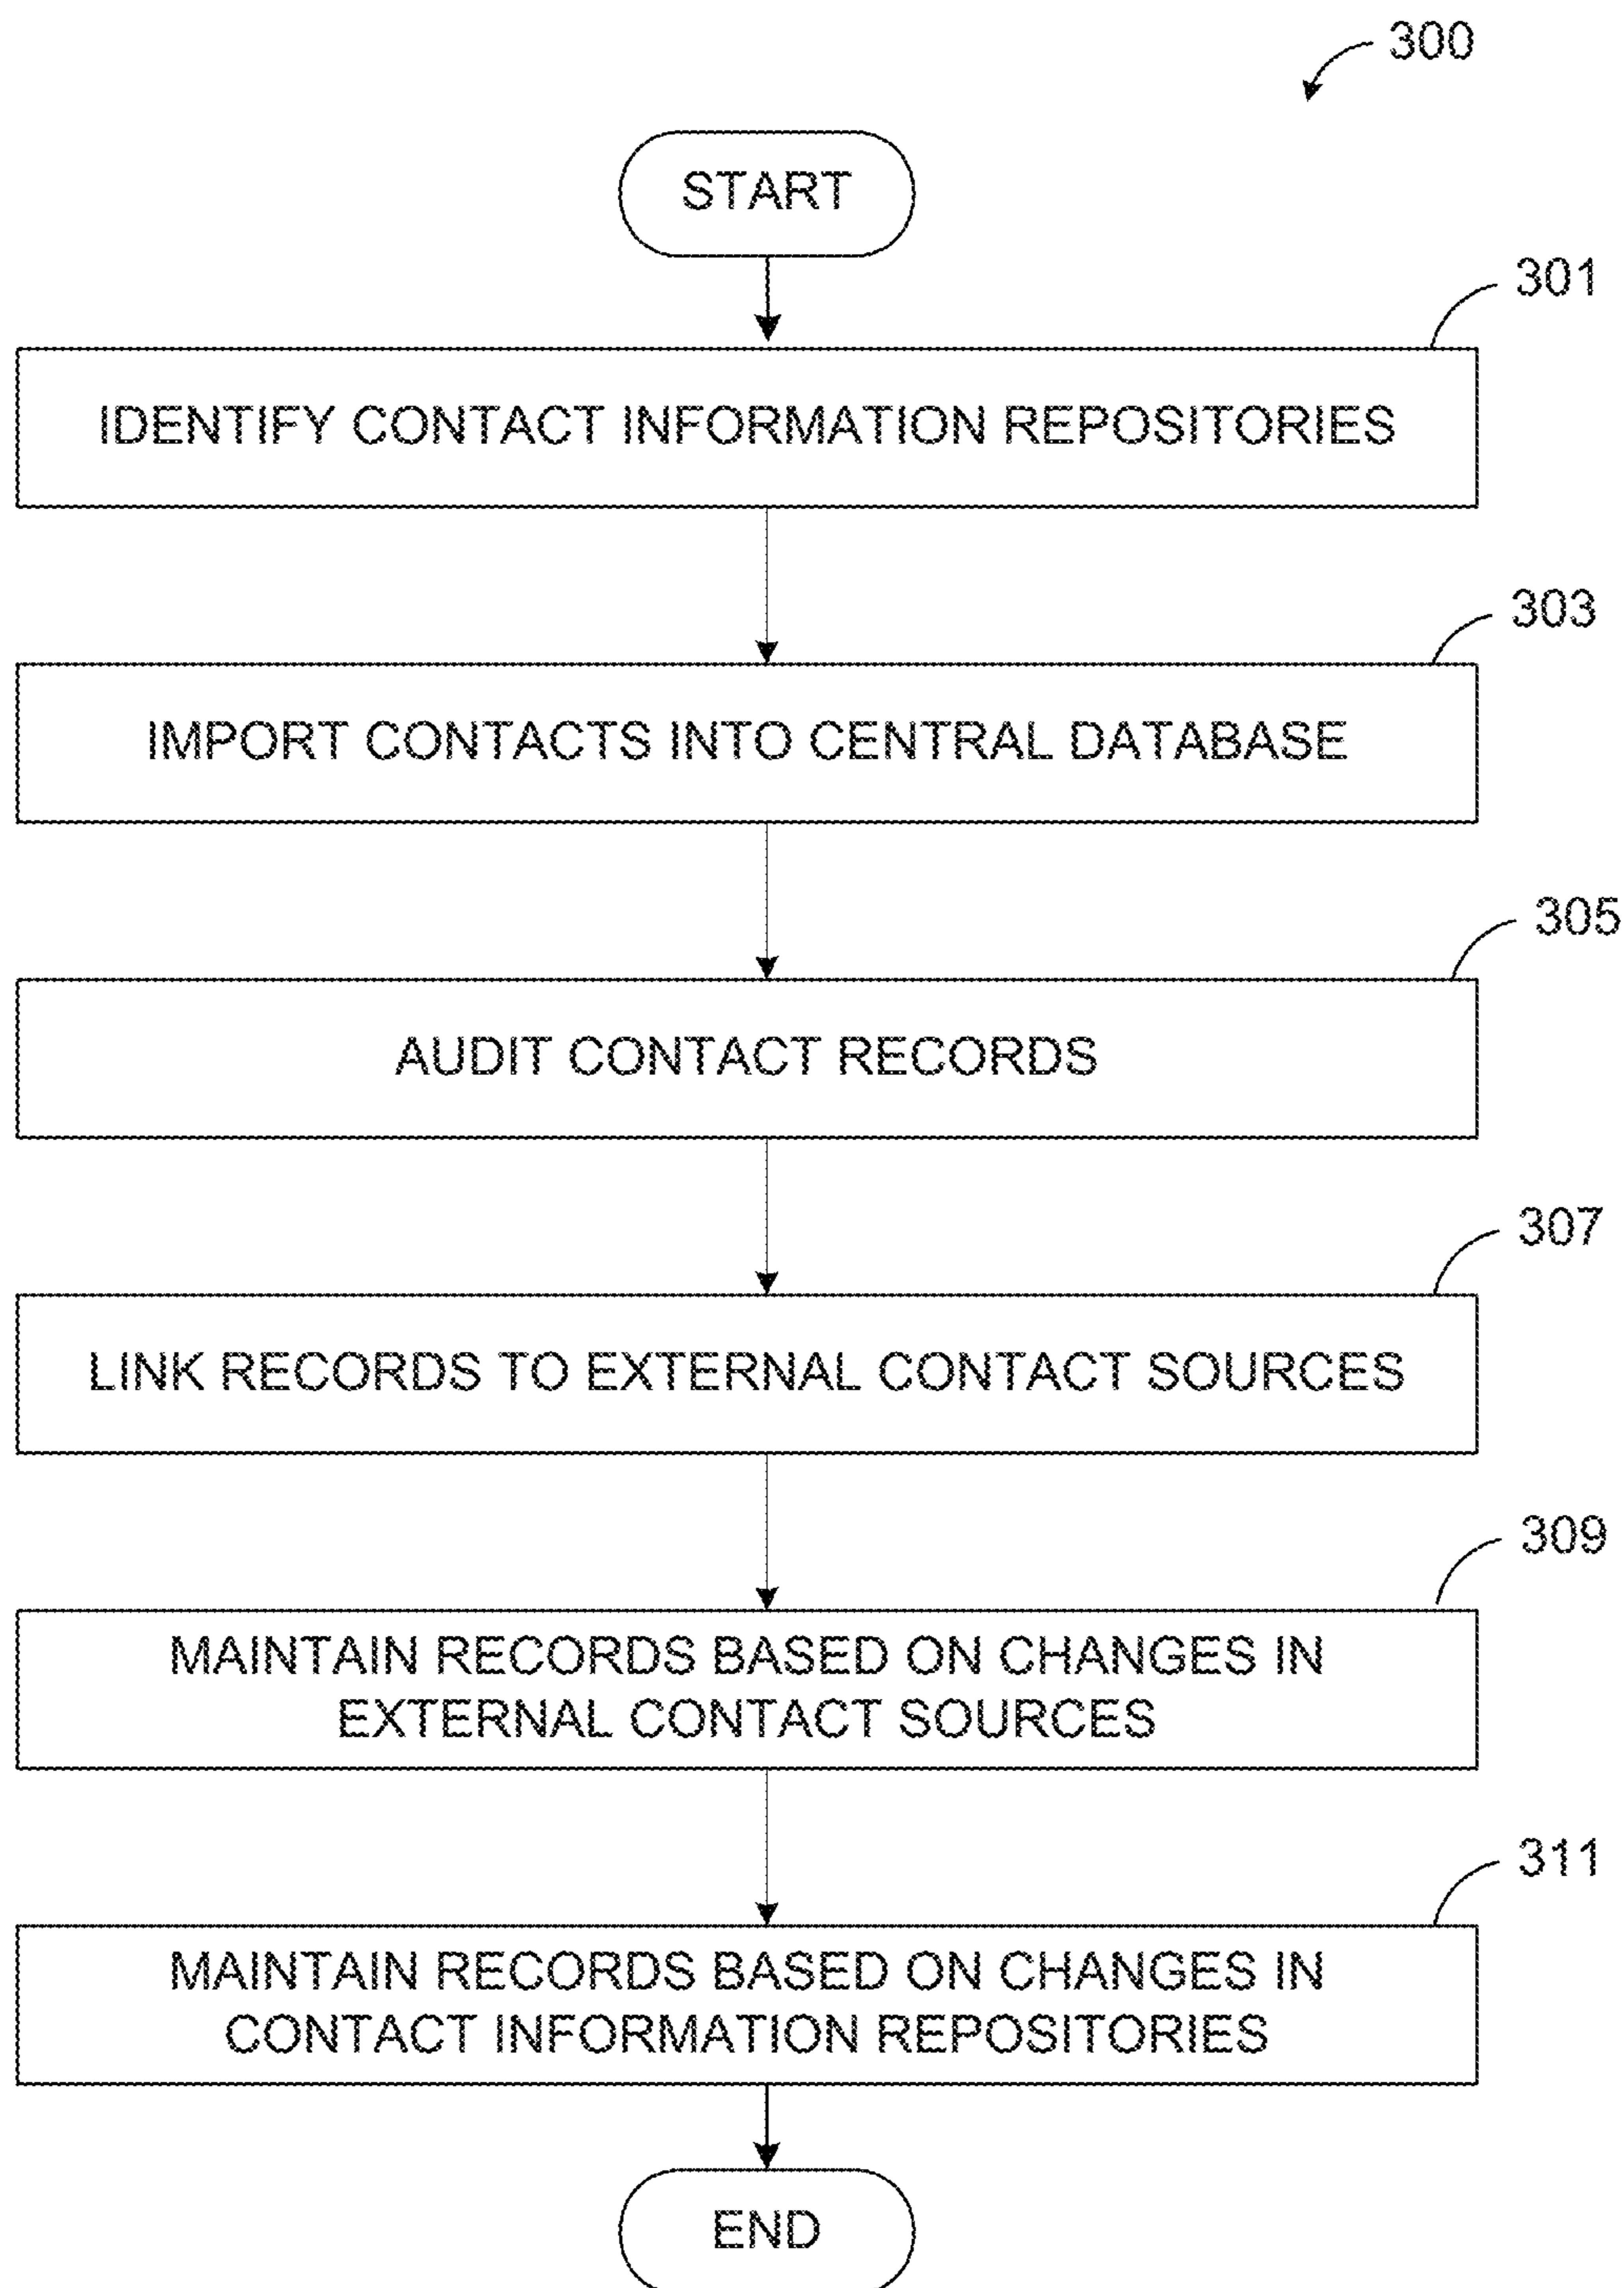 300
START
301
IDENTIFY CONTACT INFORMATION REPOSITORIES
303
IMPORT CONTACTS INTO CENTRAL DATABASE
305
AUDIT CONTACT RECORDS
307
LINK RECORDS TO EXTERNAL CONTACT SOURCES
309
MAINTAIN RECORDS BASED ON CHANGES IN
EXTERNAL CONTACT SOURCES
311
MAINTAIN RECORDS BASED ON CHANGES IN
CONTACT INFORMATION REPOSITORIES
END